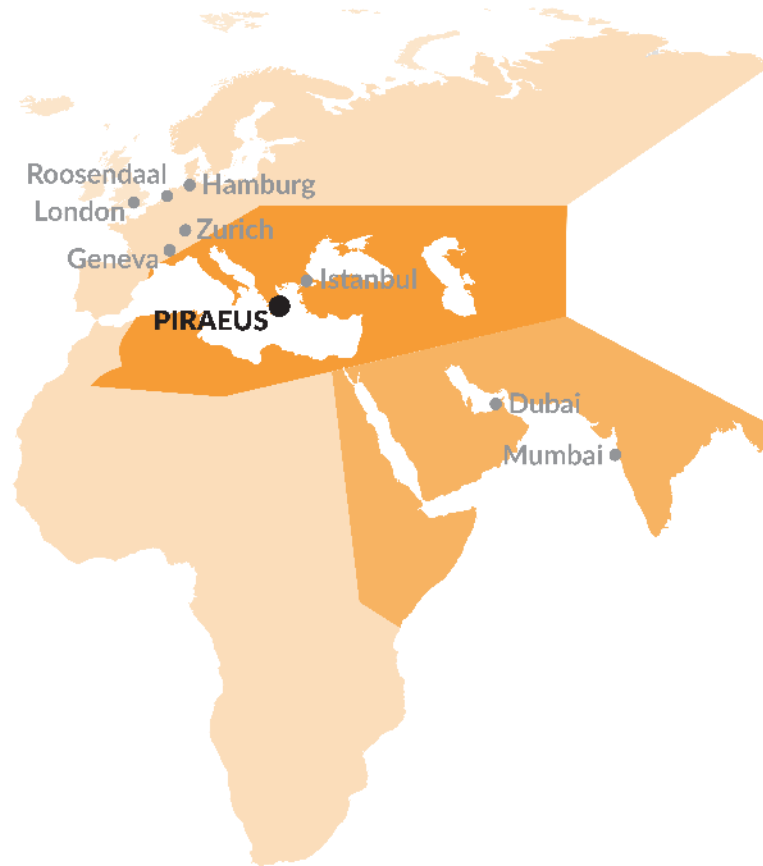 Roosendaal
Hamburg
London
Zurich
Geneva
Istanbul
PIRAEUS
Dubai
Mumbai